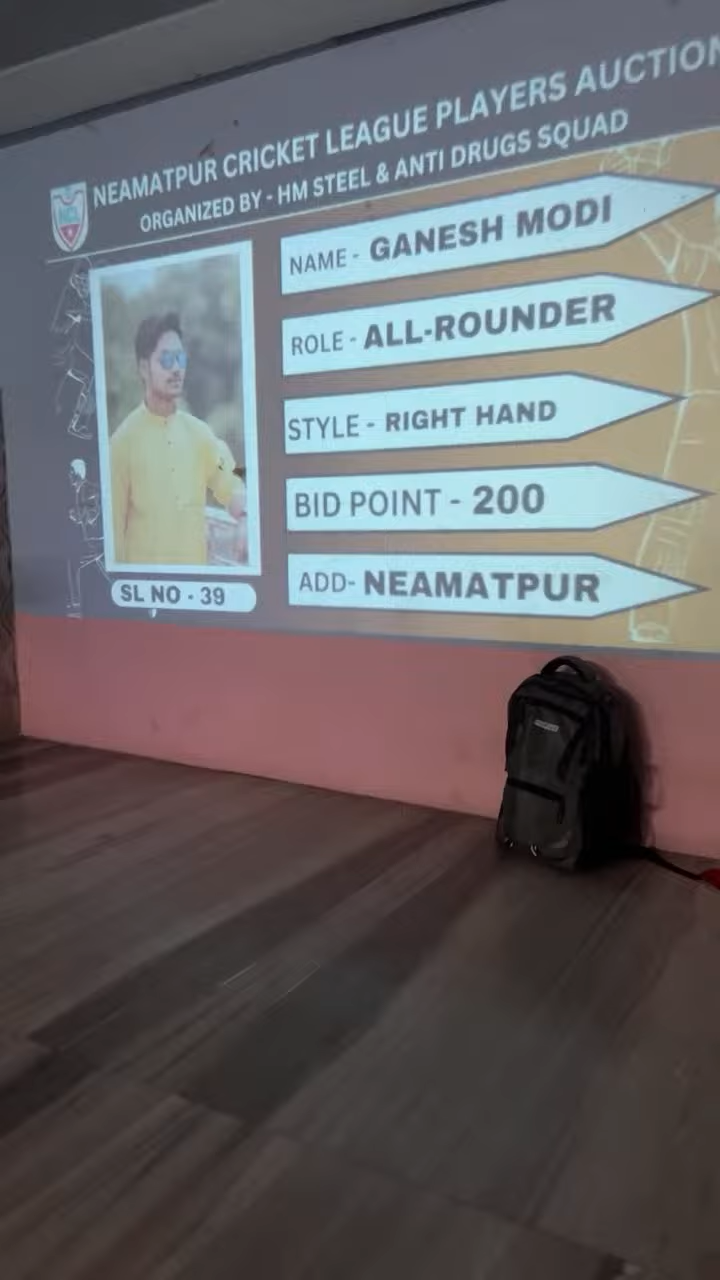 NEAMATPUR CRICKET LEAGUE PLAYERS AUCTION
ORGANIZED BY - HM STEEL & ANTI DRUGS SQUAD
NAME - GANESH MODI
ROLE - ALL-ROUNDER
STYLE - RIGHT HAND
BID POINT - 200
ADD- NEAMATPUR
SL NO - 39